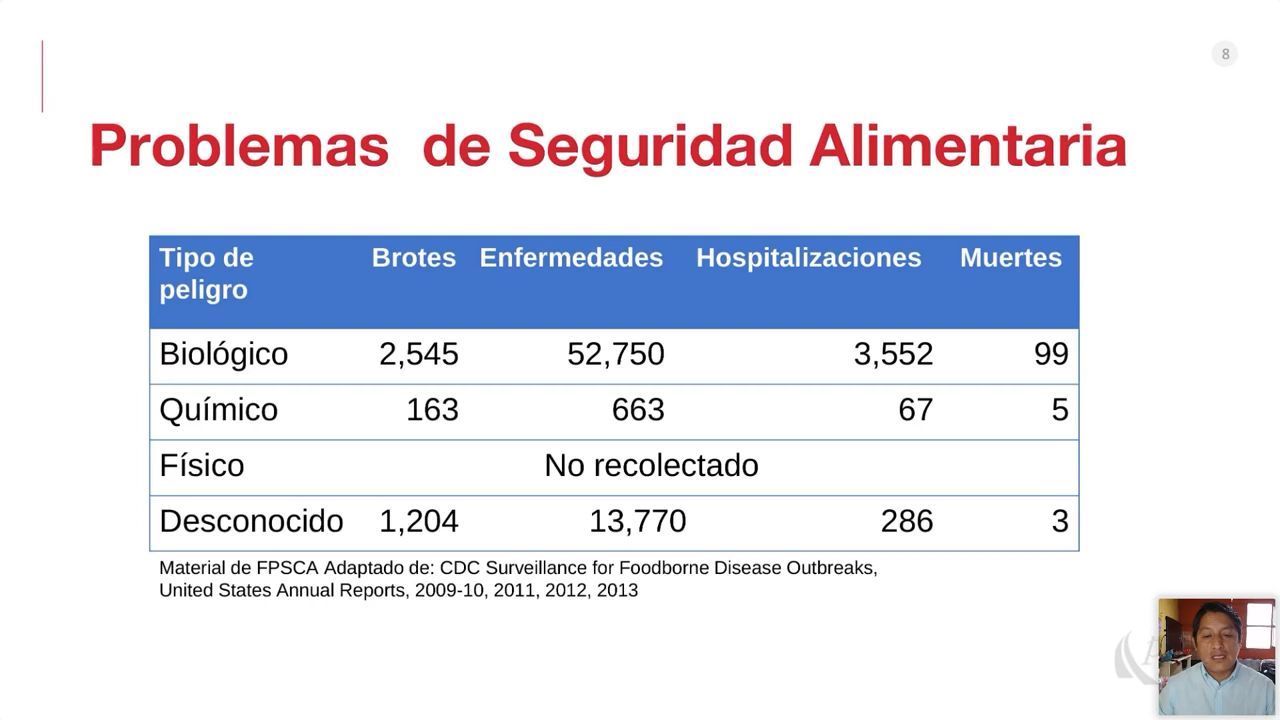 8
Problemas de Seguridad Alimentaria
Tipo de peligro Brotes Enfermedades Hospitalizaciones Muertes
Biológico 2,545 52,750 3,552 99
Químico 163 663 67 5
Físico No recolectado
Desconocido 1,204 13,770 286 3
Material de FPSCA Adaptado de: CDC Surveillance for Foodborne Disease Outbreaks,
United States Annual Reports, 2009-10, 2011, 2012, 2013